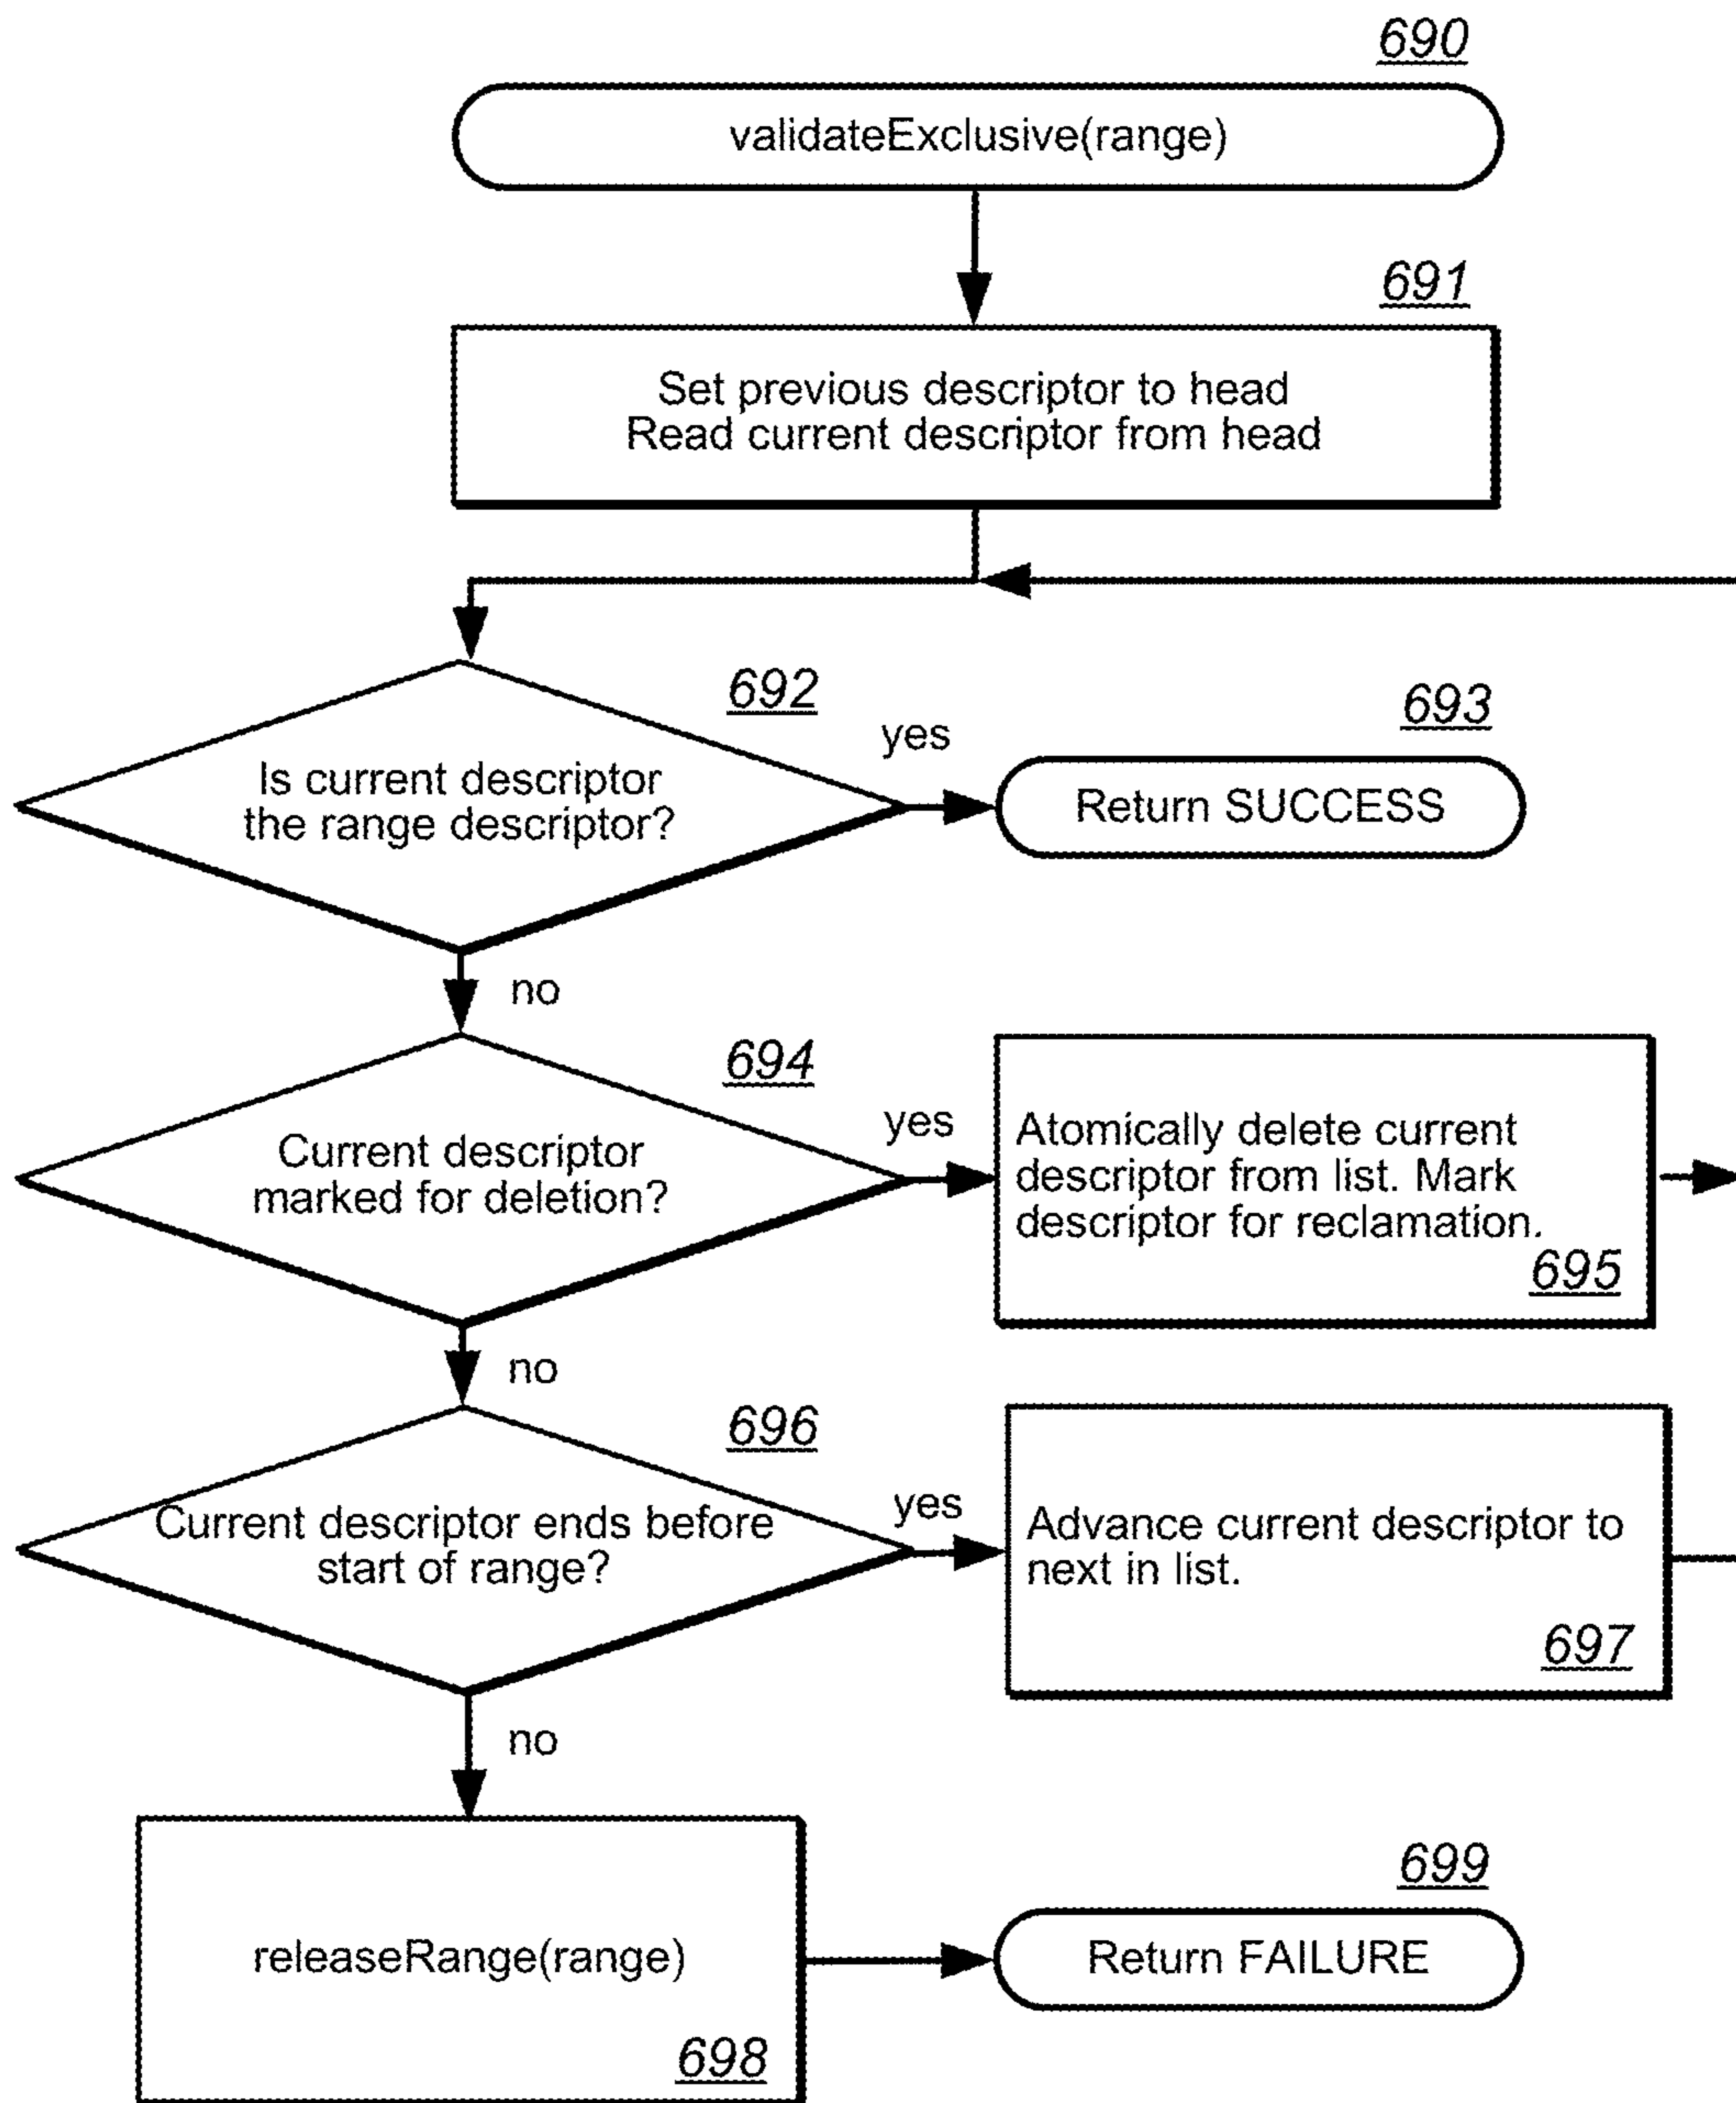 690
validateExclusive(range)
691
Set previous descriptor to head
Read current descriptor from head
692
yes
693
Is current descriptor
the range descriptor?
Return SUCCESS
no
694
yes
Current descriptor
marked for deletion?
Atomically delete current
descriptor from list. Mark
descriptor for reclamation.
695
no
696
yes
Current descriptor ends before
start of range?
Advance current descriptor to
next in list.
697
no
releaseRange(range)
698
699
Return FAILURE